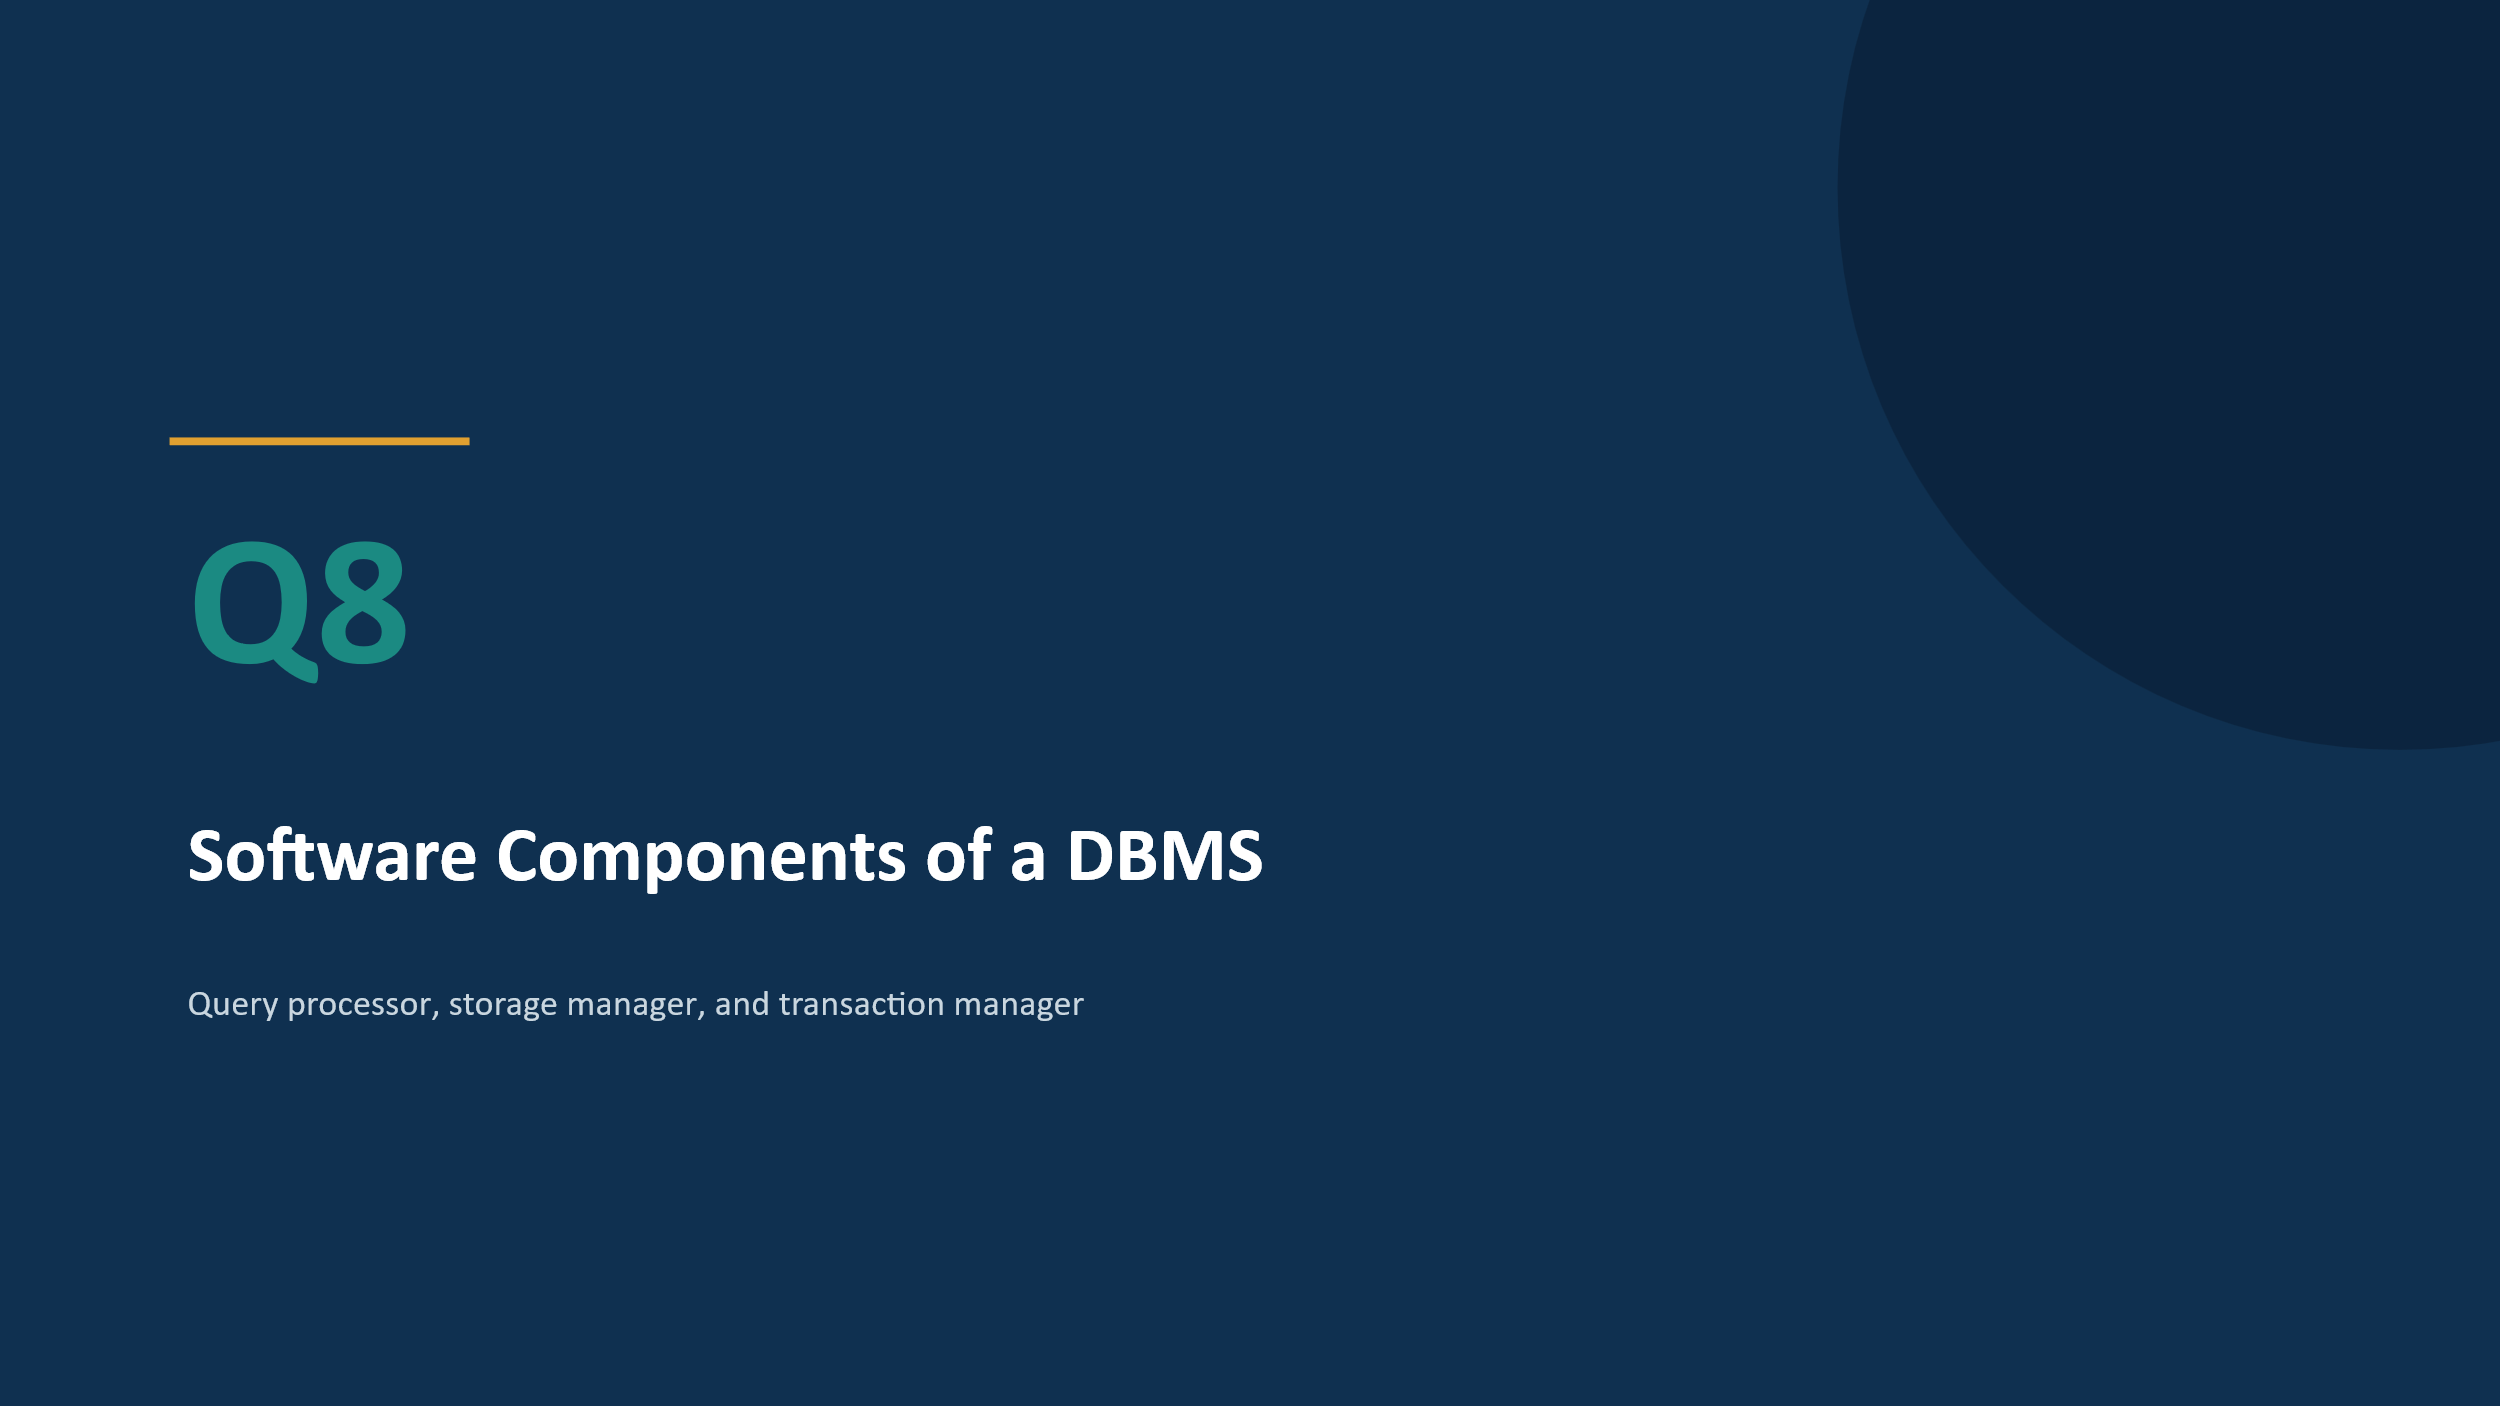 Q8
Software Components of a DBMS
Query processor, storage manager, and transaction manager